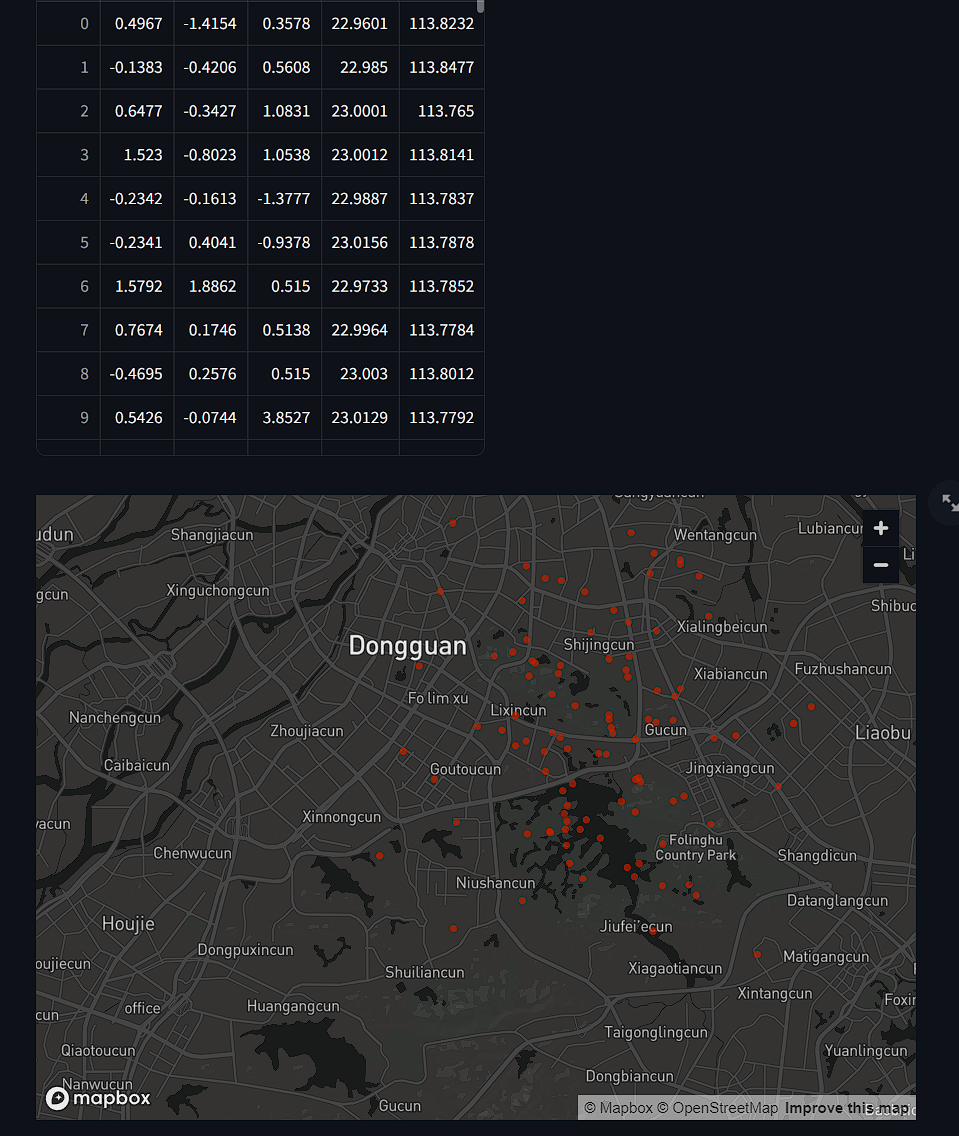 0 0.4967 -1.4154 0.3578 22.9601 113.8232
1 -0.1383 -0.4206 0.5608 22.985 113.8477
2 0.6477 -0.3427 1.0831 23.0001 113.765
3 1.523 -0.8023 1.0538 23.0012 113.8141
4 -0.2342 -0.1613 -1.3777 22.9887 113.7837
5 -0.2341 0.4041 -0.9378 23.0156 113.7878
6 1.5792 1.8862 0.515 22.9733 113.7852
7 0.7674 0.1746 0.5138 22.9964 113.7784
8 -0.4695 0.2576 0.515 23.003 113.8012
9 0.5426 -0.0744 3.8527 23.0129 113.7792
udun
Shangjiacun
Wentangcun
Lubiancun
Li
gcun
Xinguchongcun
Shibuc
Xialingbeicun
Dongguan
Shijingcun
Fuzhushancun
Xiabiancun
Fo lim xu
Lixincun
Nanchengcun
Zhoujiacun
Gucun
Liaobu
Caibaicun
Goutoucun
Jingxiangcun
Xinnongcun
vacun
Chenwucun
Folinghu
Country Park
Shangdicun
Niushancun
Datanglangcun
Houjie
Jiufei'ecun
Dongpuxincun
Matigangcun
oujiecun
Shuiliancun
Xiagaotiancun
Xintangcun
Foxin
office
Huangangcun
cun
Taigonglingcun
Qiaotoucun
Yuanlingcun
Dongbiancun
Nanwucun
mapbox
Gucun
© Mapbox © OpenStreetMap Improve this map